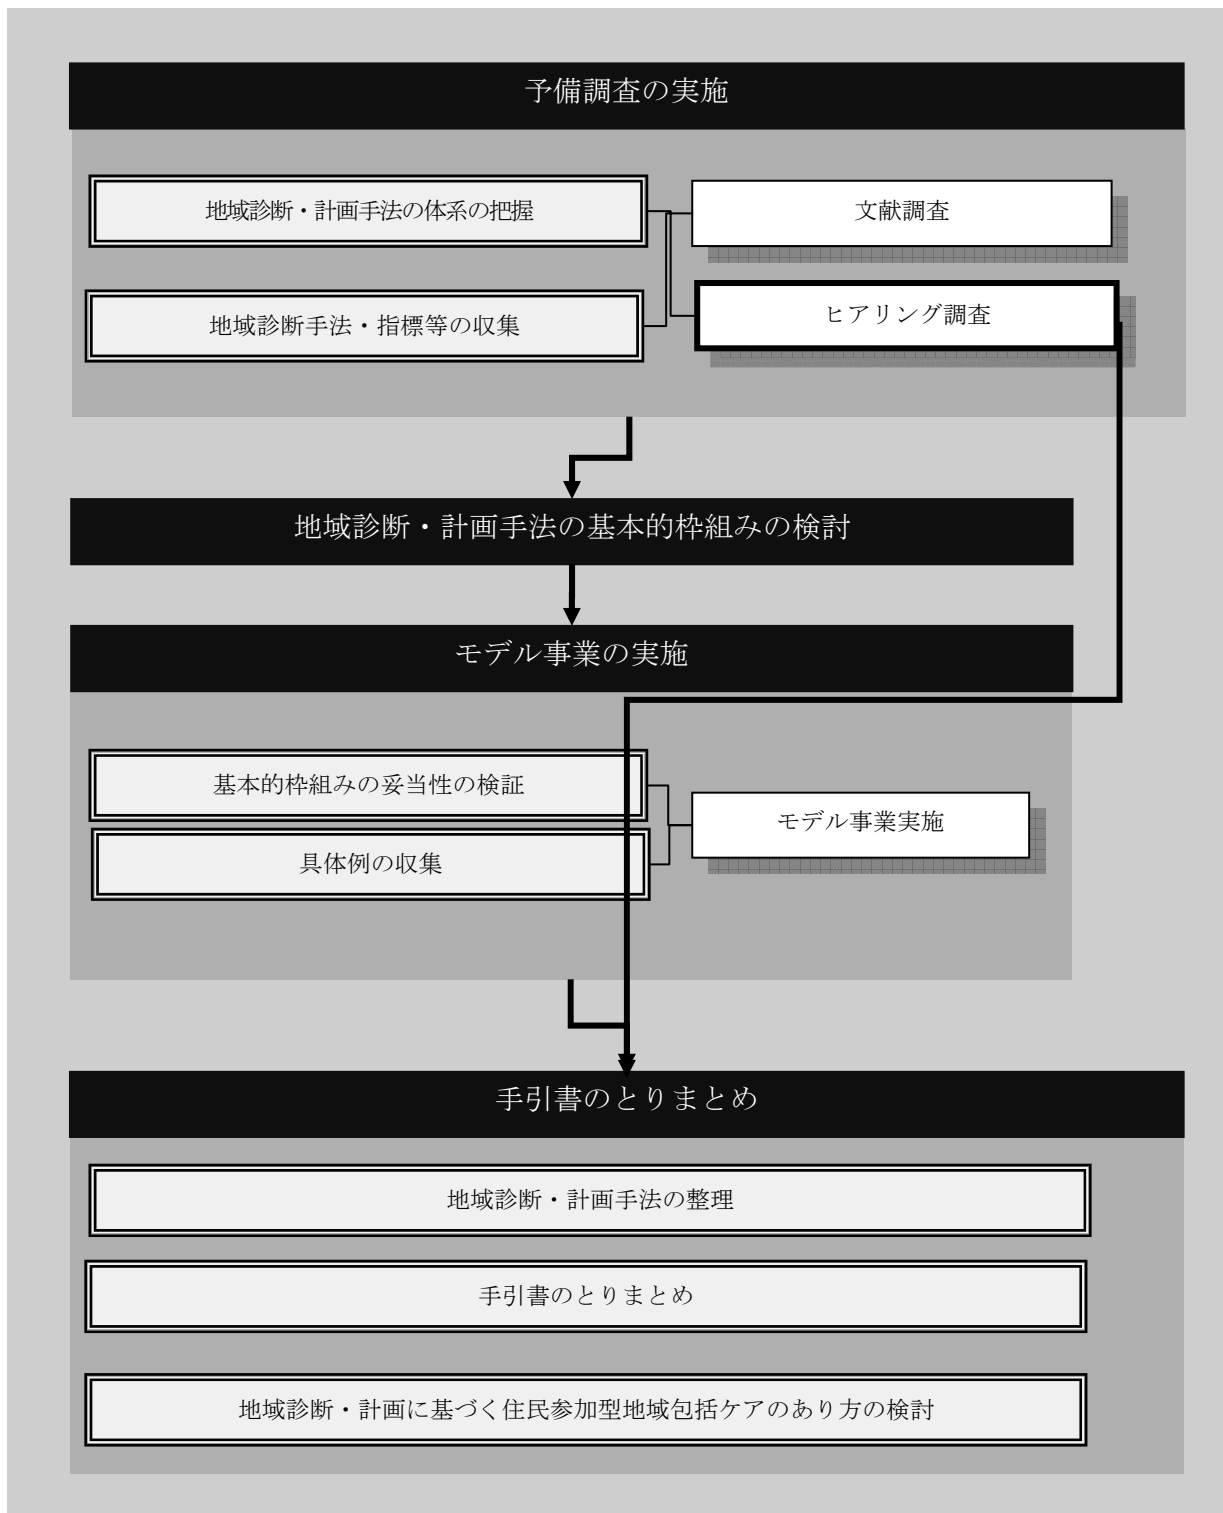 予備調査の実施
地域診断・計画手法の体系の把握
文献調査
地域診断手法・指標等の収集
ヒアリング調査
地域診断・計画手法の基本的枠組みの検討
モデル事業の実施
基本的枠組みの妥当性の検証
モデル事業実施
具体例の収集
手引書のとりまとめ
地域診断・計画手法の整理
手引書のとりまとめ
地域診断・計画に基づく住民参加型地域包括ケアのあり方の検討